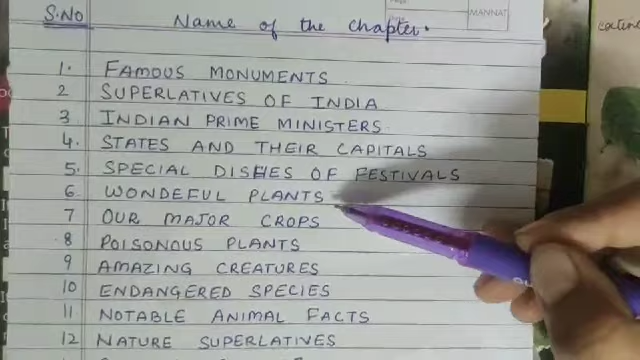 MANNAT
S.NO Name of the chapter.
1. FAMOUS MONUMENTS
2 SUPERLATIVES OF INDIA
3 INDIAN PRIME MINISTERS
4. STATES AND THEIR CAPITALS
5. SPECIAL DISHES OF FESTIVALS
6. WONDEFUL PLANTS
7 OUR MAJOR CROPS
8 POISONOUS PLANTS
9 AMAZING CREATURES
10 ENDANGERED SPECIES
11 NOTABLE ANIMAL FACTS
12 NATURE SUPERLATIVES